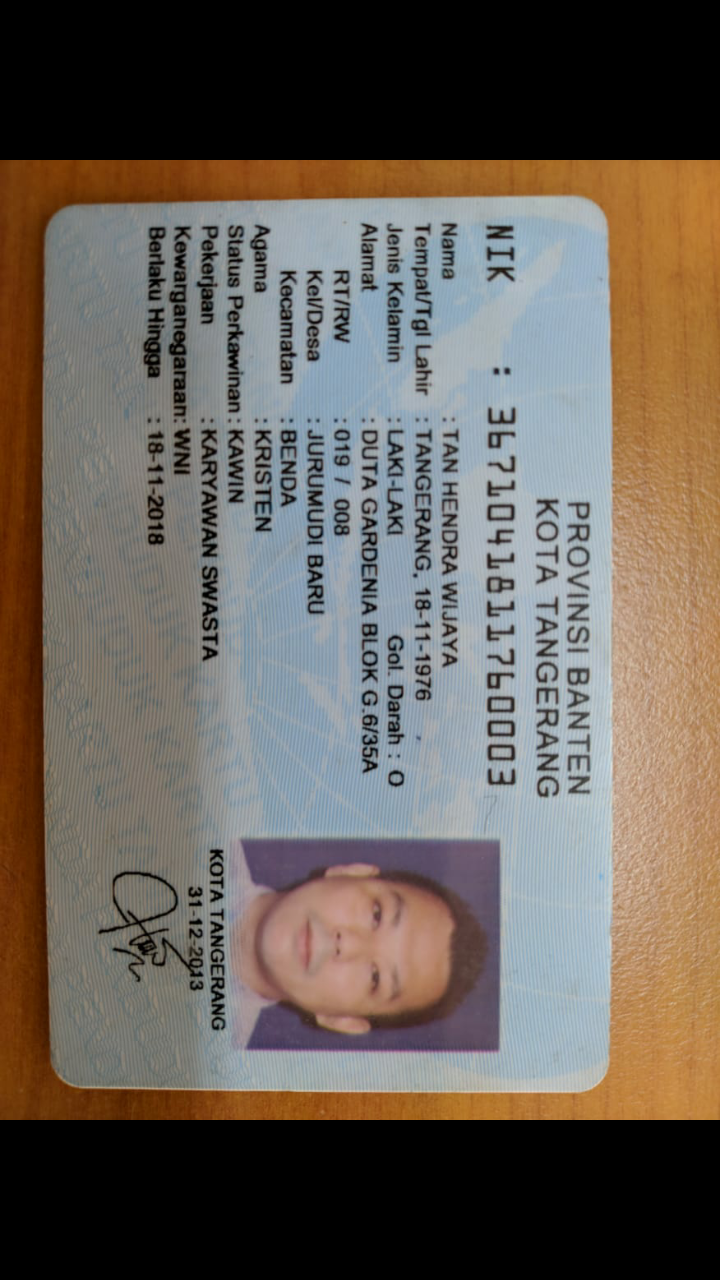 PROVINSI BANTEN
KOTA TANGERANG
NIK : 3671041811760003
Nama : TAN HENDRA WIJAYA
Tempat/Tgl Lahir : TANGERANG, 18-11-1976
Jenis Kelamin : LAKI-LAKI Gol. Darah : O
Alamat : DUTA GARDENIA BLOK G.6/35A
RT/RW : 019 / 008
Kel/Desa : JURUMUDI BARU
Kecamatan : BENDA
Agama : KRISTEN
Status Perkawinan : KAWIN
Pekerjaan : KARYAWAN SWASTA
Kewarganegaraan: WNI
Berlaku Hingga : 18-11-2018
KOTA TANGERANG
31-12-2013